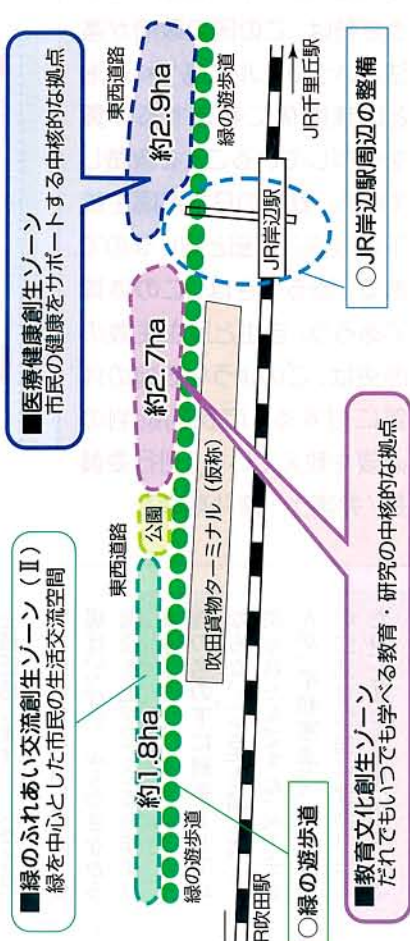 ■緑のふれあい交流創生ゾーン(Ⅱ)
緑を中心とした市民の生活交流空間
■医療健康創生ゾーン
市民の健康をサポートする中核的な拠点
東西道路
東西道路
約1.8ha
公園
約2.7ha
約2.9ha
緑の遊歩道
緑の遊歩道
吹田貨物ターミナル(仮称)
JR岸辺駅
JR千里丘駅
R吹田駅
○緑の遊歩道
■教育文化創生ゾーン
だれでもいつでも学べる教育・研究の中核的な拠点
○JR岸辺駅周辺の整備